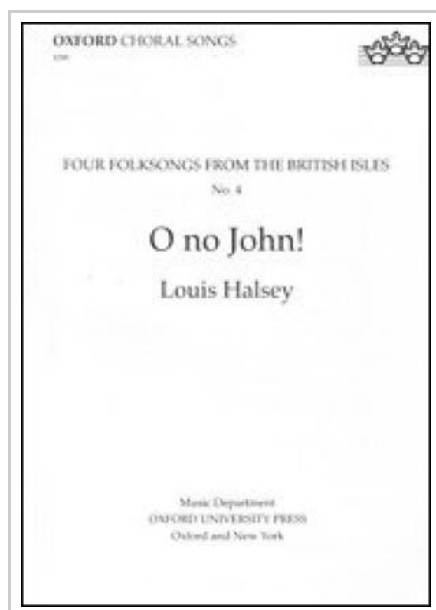 OXFORD CHORAL SONGS
FOUR FOLKSONGS FROM THE BRITISH ISLES
No. 4
O no John!
Louis Halsey
Music Department
OXFORD UNIVERSITY PRESS
Oxford and New York